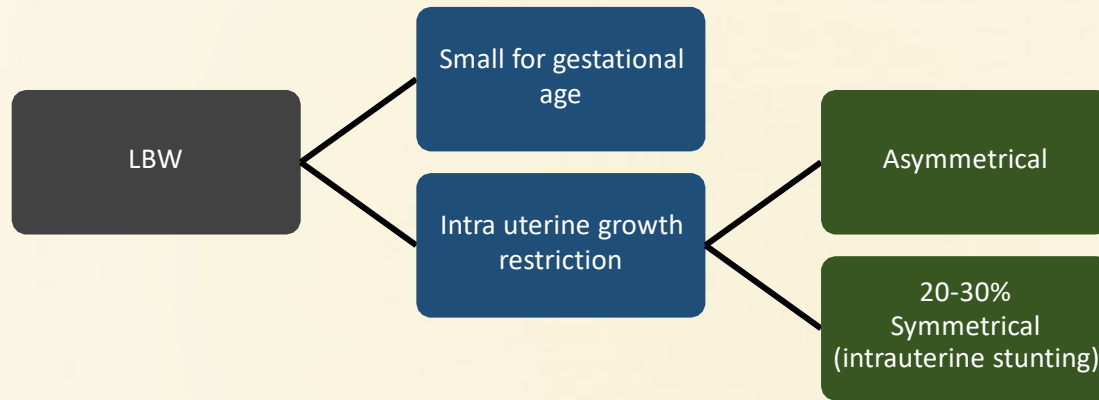 LBW
Small for gestational
age
Intra uterine growth
restriction
Asymmetrical
20-30%
Symmetrical
(intrauterine stunting)